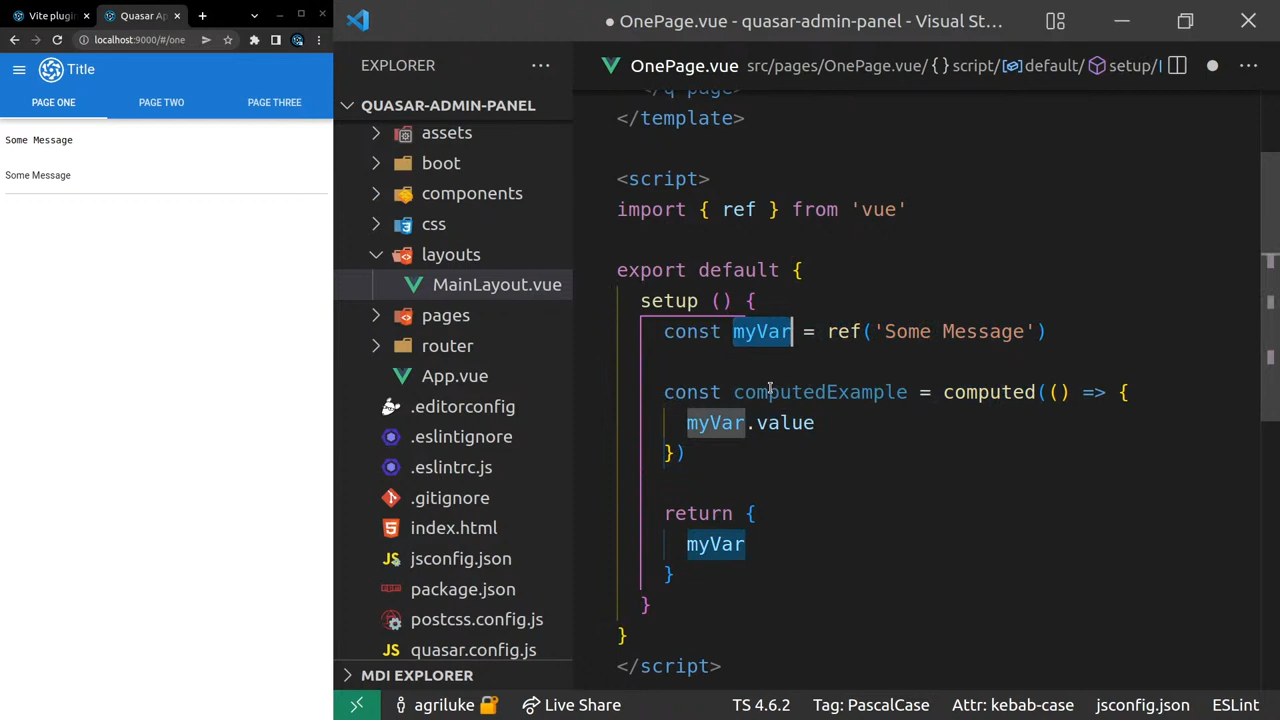 Vite plugin
Quasar Ap
localhost:9000/#/one
Title
PAGE ONE
PAGE TWO
PAGE THREE
Some Message
Some Message
OnePage.vue - quasar-admin-panel - Visual St...
EXPLORER
QUASAR-ADMIN-PANEL
assets
boot
components
css
layouts
MainLayout.vue
pages
router
App.vue
.editorconfig
.eslintignore
.eslintrc.js
.gitignore
index.html
jsconfig.json
package.json
postcss.config.js
quasar.config.js
MDI EXPLORER
OnePage.vue src/pages/OnePage.vue/{ } script/default/setup/
</q-page>
</template>
<script>
import { ref } from 'vue'
export default {
setup () {
const myVar = ref('Some Message')
const computedExample = computed(() => {
myVar.value
})
return {
myVar
}
}
}
</script>
agriluke Live Share TS 4.6.2 Tag: PascalCase Attr: kebab-case jsconfig.json ESLint